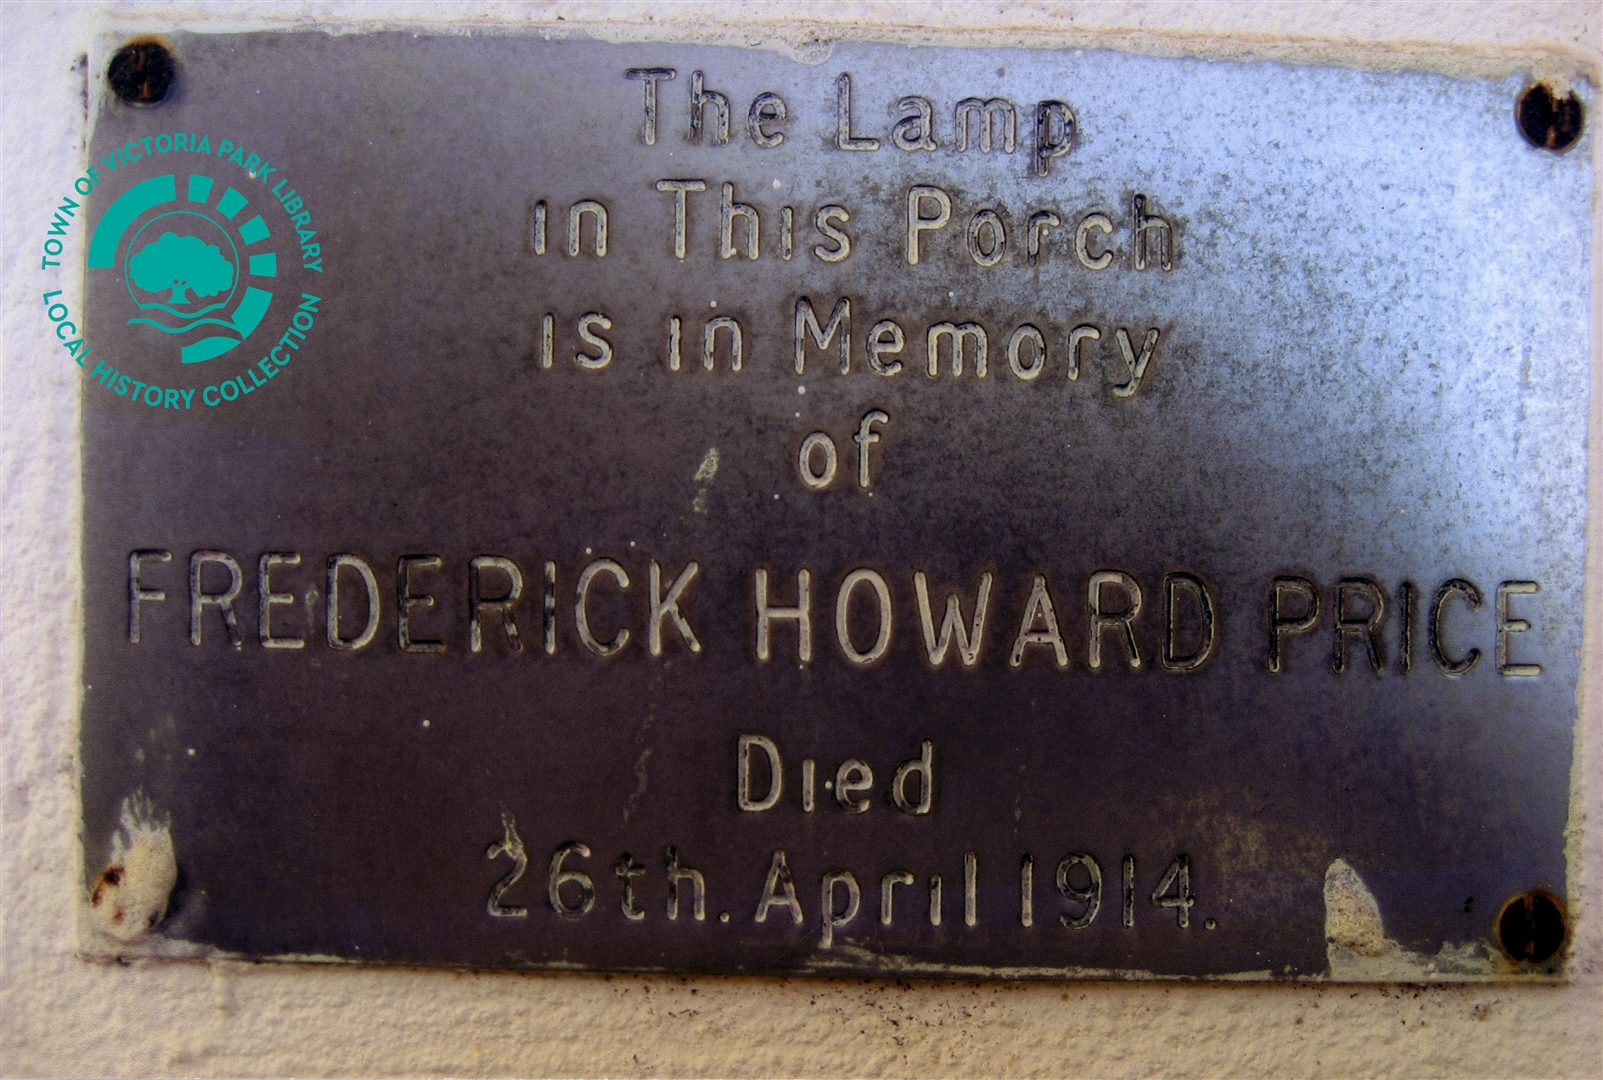 The Lamp
in This Porch
is in Memory
of
FREDERICK HOWARD PRICE
Died
26th. April 1914.
TOWN OF VICTORIA PARK LIBRARY
LOCAL HISTORY COLLECTION